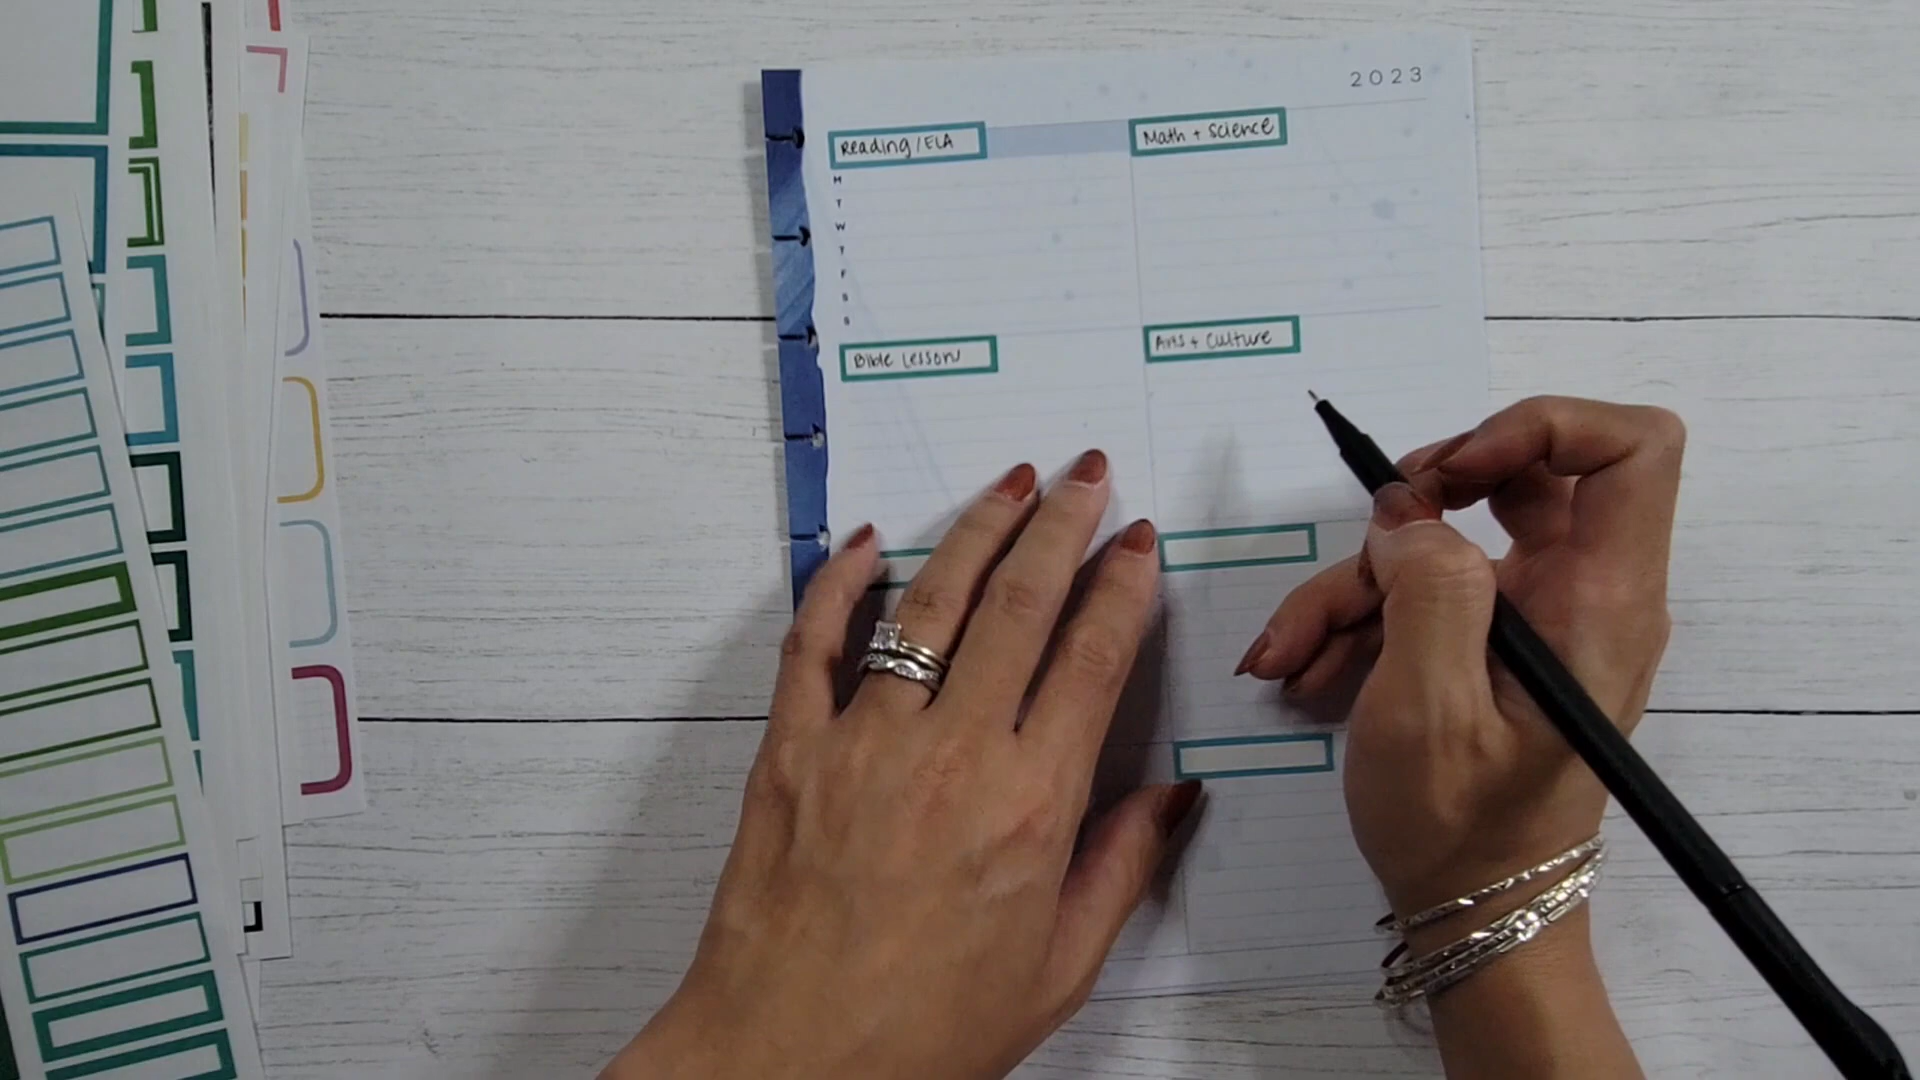 2023
Reading/ELA
Math + Science
M
T
W
T
F
S
S
Bible Lesson
Arts + Culture